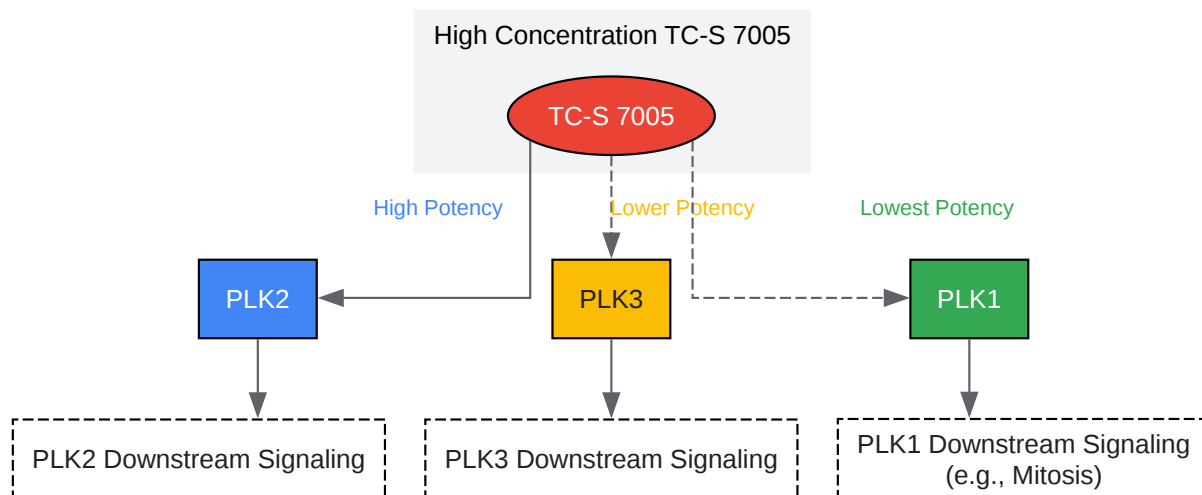 High Concentration TC-S 7005
TC-S 7005
High Potency
Lower Potency
Lowest Potency
PLK2
PLK3
PLK1
PLK2 Downstream Signaling
PLK3 Downstream Signaling
PLK1 Downstream Signaling
(e.g., Mitosis)